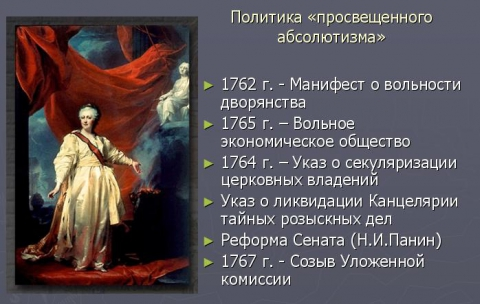 Политика «просвещенного
абсолютизма»
► 1762 г. - Манифест о вольности
дворянства
► 1765 г. – Вольное
экономическое общество
► 1764 г. – Указ о секуляризации
церковных владений
► Указ о ликвидации Канцелярии
тайных розыскных дел
► Реформа Сената (Н.И.Панин)
► 1767 г. - Созыв Уложенной
комиссии